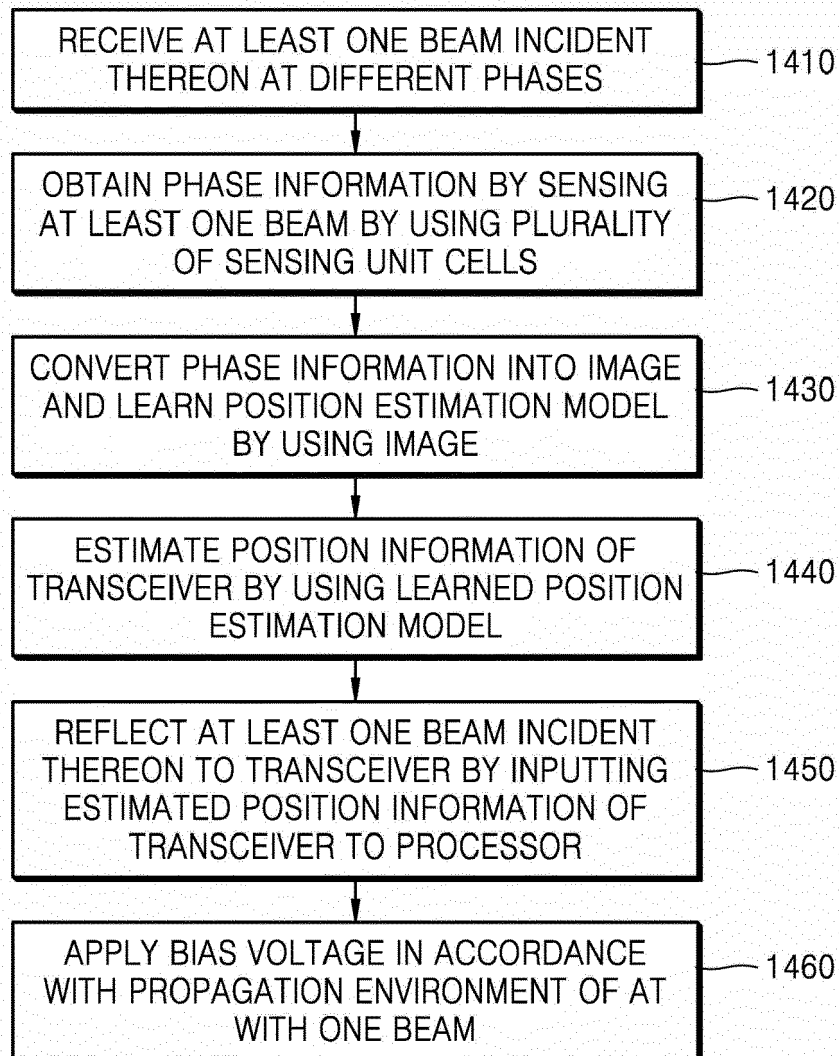 RECEIVE AT LEAST ONE BEAM INCIDENT
THEREON AT DIFFERENT PHASES
1410
OBTAIN PHASE INFORMATION BY SENSING
AT LEAST ONE BEAM BY USING PLURALITY
OF SENSING UNIT CELLS
1420
CONVERT PHASE INFORMATION INTO IMAGE
AND LEARN POSITION ESTIMATION MODEL
BY USING IMAGE
1430
ESTIMATE POSITION INFORMATION OF
TRANSCEIVER BY USING LEARNED POSITION
ESTIMATION MODEL
1440
REFLECT AT LEAST ONE BEAM INCIDENT
THEREON TO TRANSCEIVER BY INPUTTING
ESTIMATED POSITION INFORMATION OF
TRANSCEIVER TO PROCESSOR
1450
APPLY BIAS VOLTAGE IN ACCORDANCE
WITH PROPAGATION ENVIRONMENT OF AT
WITH ONE BEAM
1460